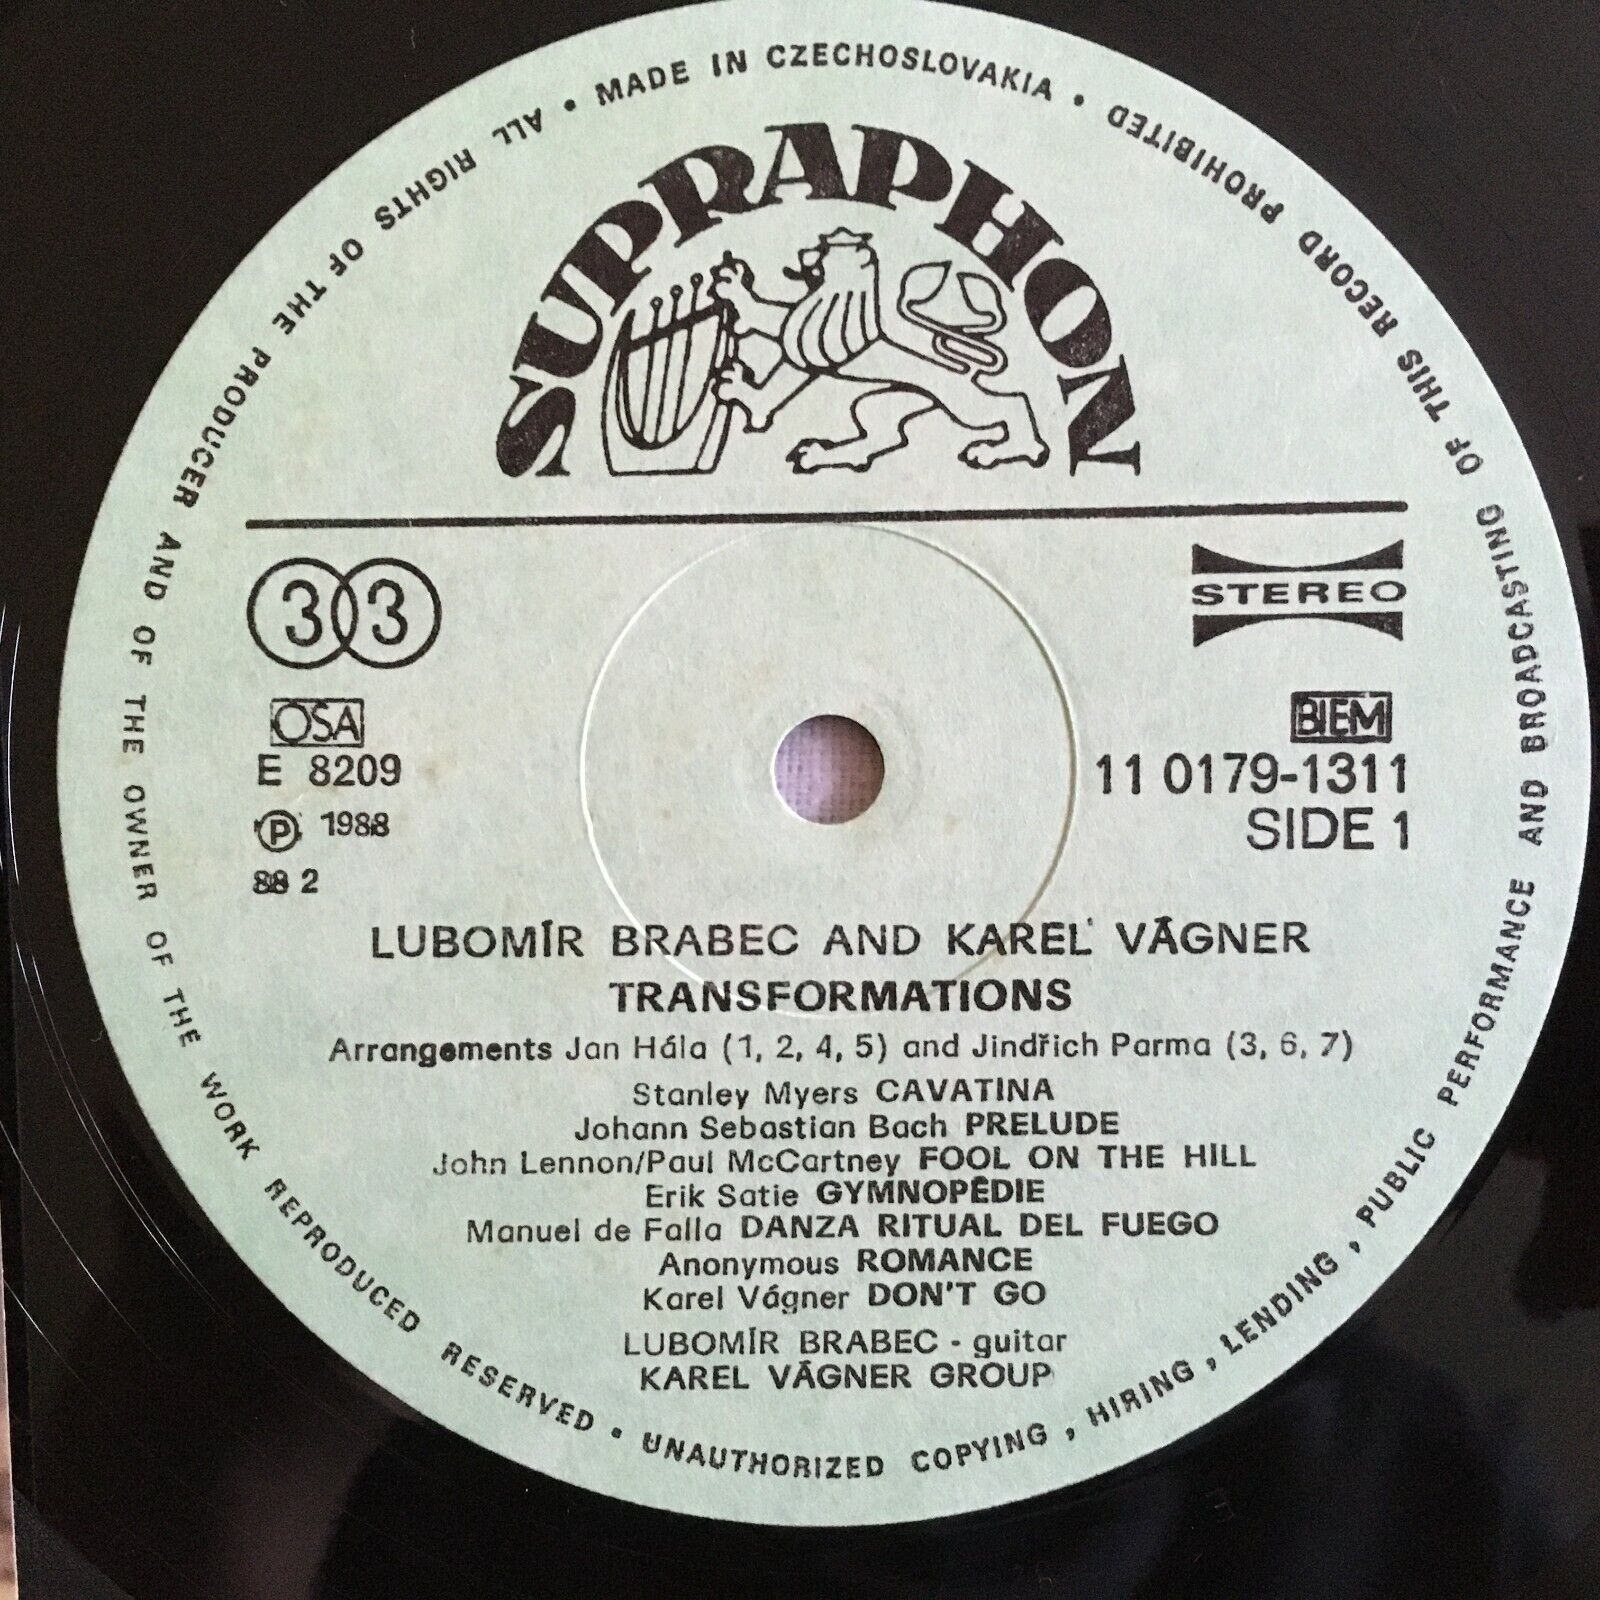 MADE IN CZECHOSLOVAKIA • ALL RIGHTS OF THE PRODUCER AND OF THE OWNER OF THE WORK REPRODUCED RESERVED • UNAUTHORIZED COPYING, HIRING, LENDING, PUBLIC PERFORMANCE AND BROADCASTING OF THIS RECORD PROHIBITED •
SUPRAPHON
33
STEREO
OSA
BIEM
E 8209
11 0179-1311
Ⓟ 1988
SIDE 1
88 2
LUBOMÍR BRABEC AND KAREL VÁGNER
TRANSFORMATIONS
Arrangements Jan Hála (1, 2, 4, 5) and Jindřich Parma (3, 6, 7)
Stanley Myers CAVATINA
Johann Sebastian Bach PRELUDE
John Lennon/Paul McCartney FOOL ON THE HILL
Erik Satie GYMNOPÉDIE
Manuel de Falla DANZA RITUAL DEL FUEGO
Anonymous ROMANCE
Karel Vágner DON'T GO
LUBOMÍR BRABEC - guitar
KAREL VÁGNER GROUP